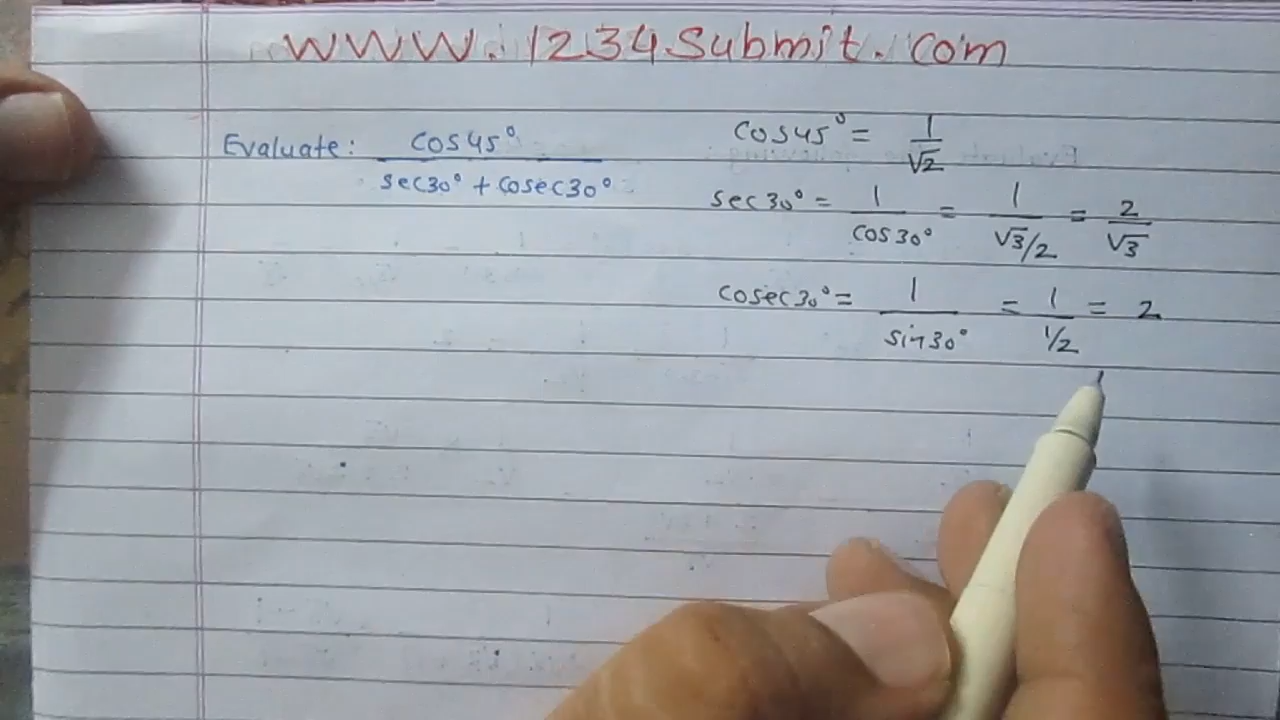 WWW.1234Submit.com
Evaluate: cos45° / sec30° + cosec30°
cos45° = 1/√2
sec30° = 1/cos30° = 1/√3/2 = 2/√3
cosec30° = 1/sin30° = 1/1/2 = 2